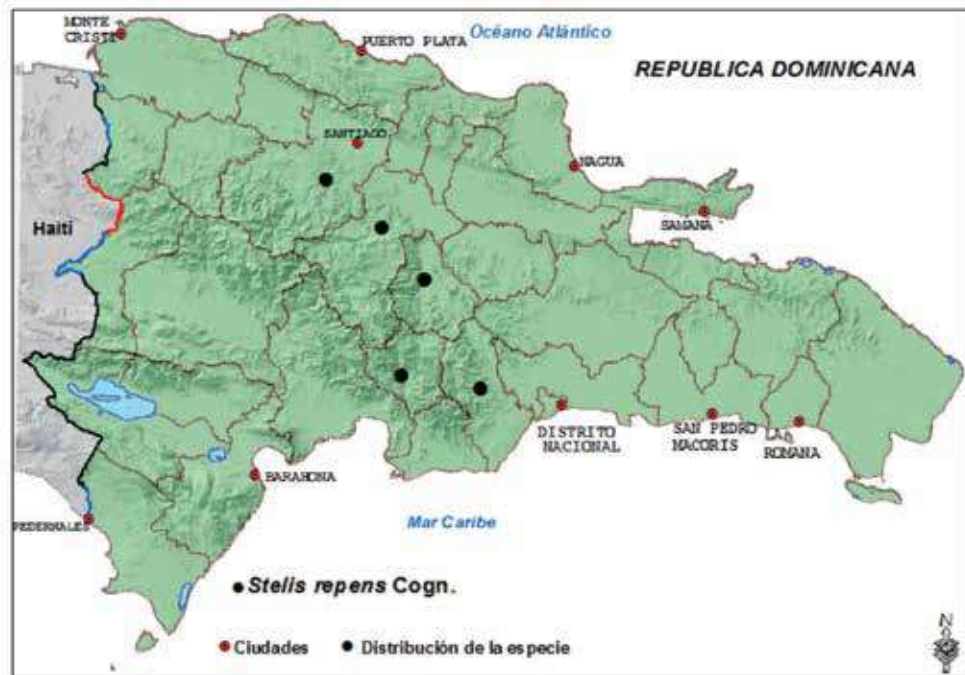 MONTE
CRISTI
PUERTO PLATA
Océano Atlántico
REPUBLICA DOMINICANA
SANTIAGO
NAGUA
SAMANA
Haití
DISTRITO
NACIONAL
SAN PEDRO
MACORIS
LA
ROMANA
BARAHONA
PEDERNALES
Mar Caribe
Stelis repens Cogn.
Ciudades
Distribución de la especie
N